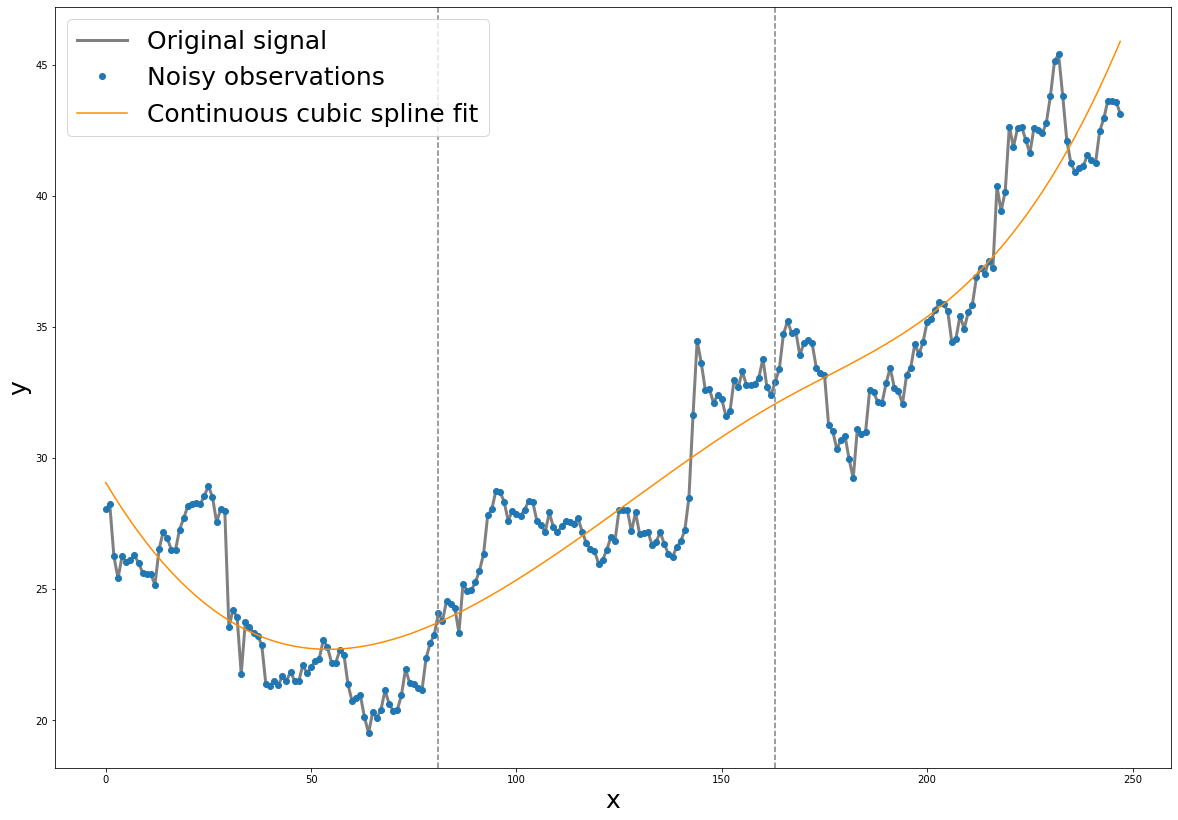 Original signal
Noisy observations
Continuous cubic spline fit
45
40
35
30
25
20
y
0 50 100 150 200 250
x